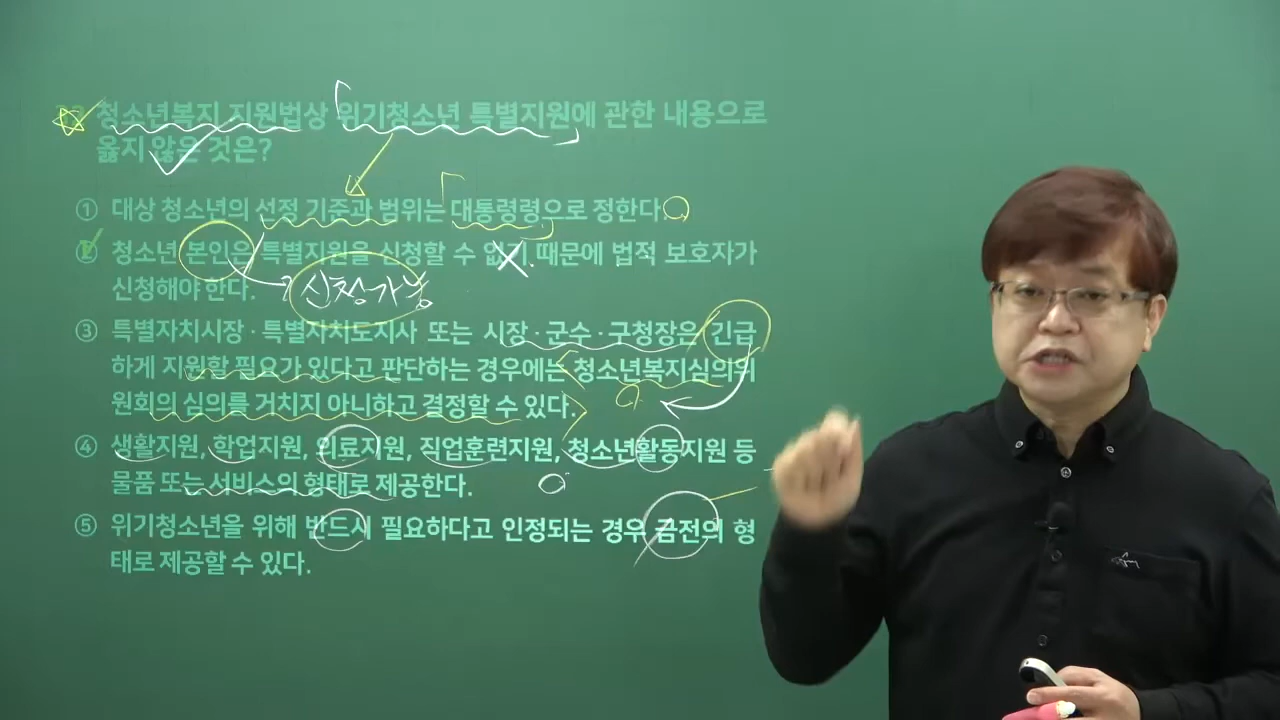 청소년복지 지원법상 위기청소년 특별지원에 관한 내용으로
옳지 않은 것은?
① 대상 청소년의 선정 기준과 범위는 대통령령으로 정한다.
② 청소년 본인은 특별지원을 신청할 수 없기 때문에 법적 보호자가
신청해야 한다.
신청가능
③ 특별자치시장·특별자치도지사 또는 시장·군수·구청장은 긴급
하게 지원할 필요가 있다고 판단하는 경우에는 청소년복지심의위
원회의 심의를 거치지 아니하고 결정할 수 있다.
④ 생활지원, 학업지원, 의료지원, 직업훈련지원, 청소년활동지원 등
물품 또는 서비스의 형태로 제공한다.
⑤ 위기청소년을 위해 반드시 필요하다고 인정되는 경우 금전의 형
태로 제공할 수 있다.